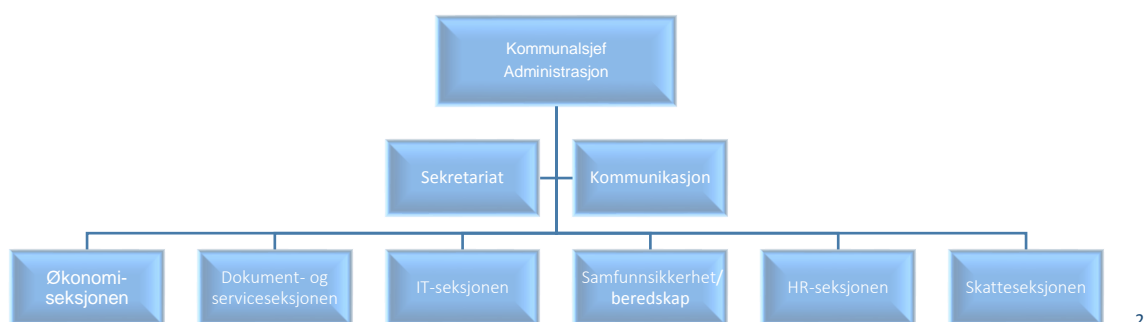 Kommunalsjef
Administrasjon
Sekretariat
Kommunikasjon
Økonomi-
seksjonen
Dokument- og
serviceseksjonen
IT-seksjonen
Samfunnsikkerhet/
beredskap
HR-seksjonen
Skatteseksjonen
2